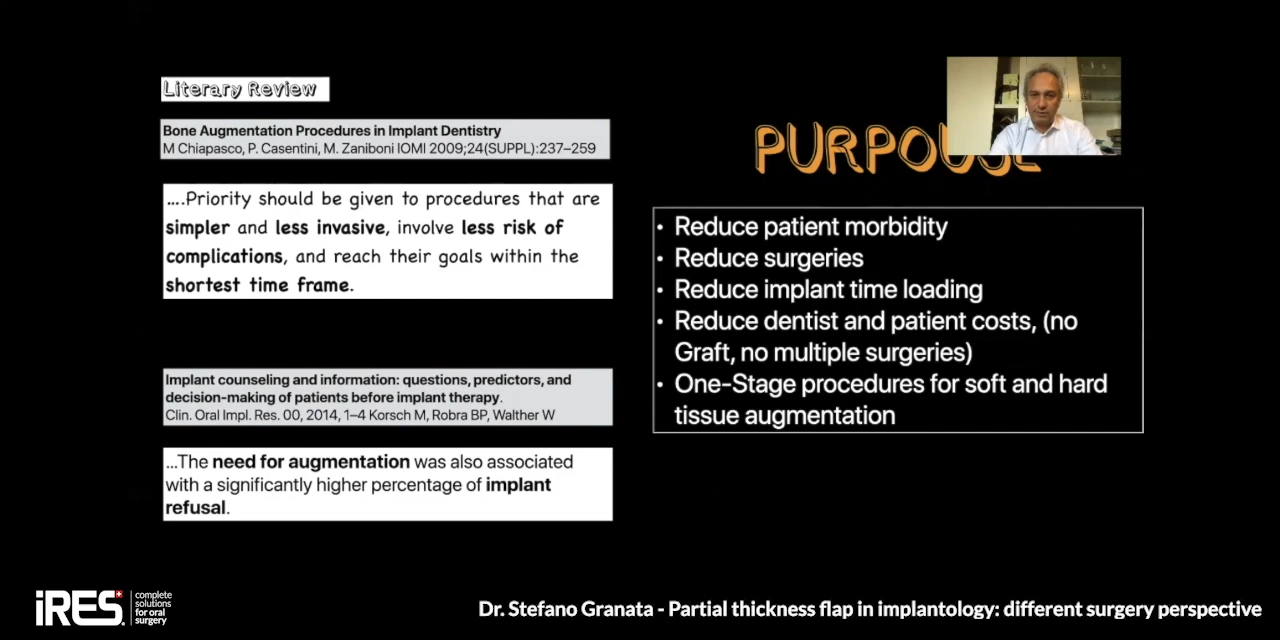 Literary Review
Bone Augmentation Procedures in Implant Dentistry
M Chiapasco, P. Casentini, M. Zaniboni IOMI 2009;24(SUPPL):237–259
....Priority should be given to procedures that are
simpler and less invasive, involve less risk of
complications, and reach their goals within the
shortest time frame.
Implant counseling and information: questions, predictors, and
decision-making of patients before implant therapy.
Clin. Oral Impl. Res. 00, 2014, 1–4 Korsch M, Robra BP, Walther W
...The need for augmentation was also associated
with a significantly higher percentage of implant
refusal.
PURPOUSE
• Reduce patient morbidity
• Reduce surgeries
• Reduce implant time loading
• Reduce dentist and patient costs, (no
Graft, no multiple surgeries)
• One-Stage procedures for soft and hard
tissue augmentation
iRES
complete
solutions
for oral
surgery
Dr. Stefano Granata - Partial thickness flap in implantology: different surgery perspective